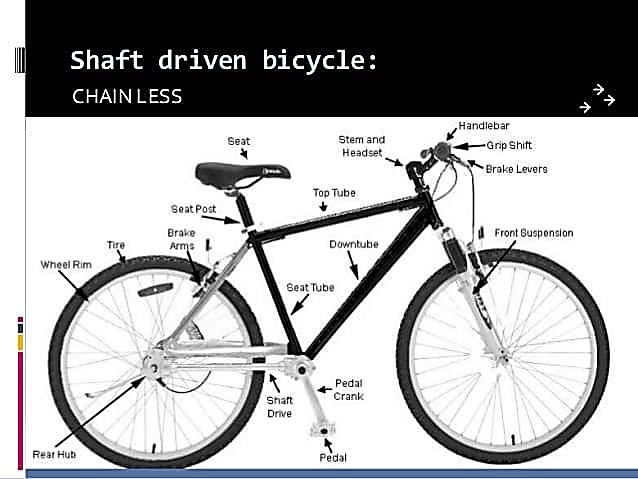 Shaft driven bicycle:
CHAIN LESS
Handlebar
Stem and
Headset
Grip Shift
Seat
Brake Levers
Top Tube
Seat Post
Brake
Arms
Front Suspension
Tire
Downtube
Wheel Rim
Seat Tube
Pedal
Crank
Shaft
Drive
Rear Hub
Pedal